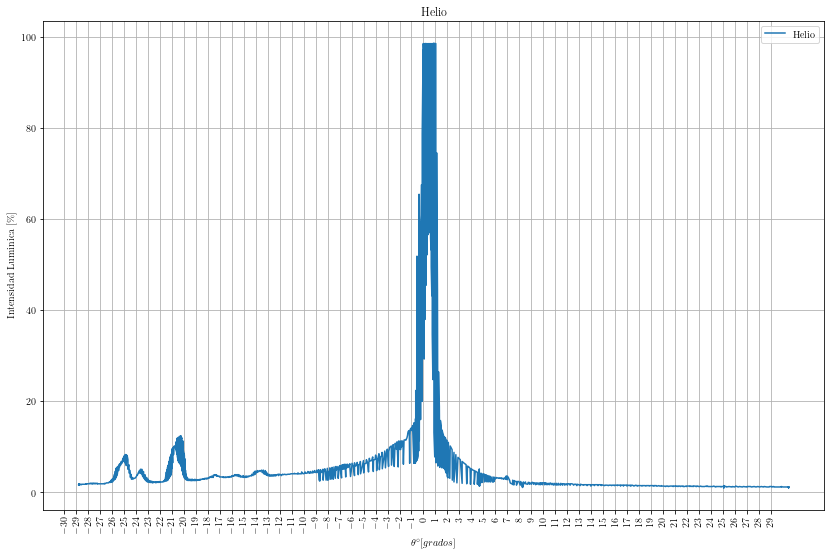 Helio
Helio
Intensidad Luminica [%]
100
80
60
40
20
0
−30 −29 −28 −27 −26 −25 −24 −23 −22 −21 −20 −19 −18 −17 −16 −15 −14 −13 −12 −11 −10 −9 −8 −7 −6 −5 −4 −3 −2 −1 0 1 2 3 4 5 6 7 8 9 10 11 12 13 14 15 16 17 18 19 20 21 22 23 24 25 26 27 28 29
θ°[grados]